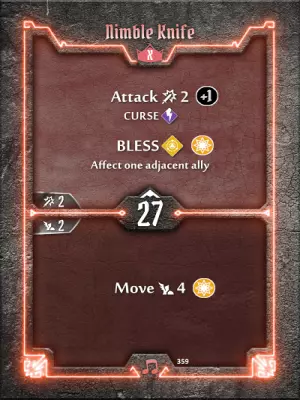 Nimble Knife
X
Attack 2 +1
CURSE
BLESS
Affect one adjacent ally
2
27
2
Move 4
359